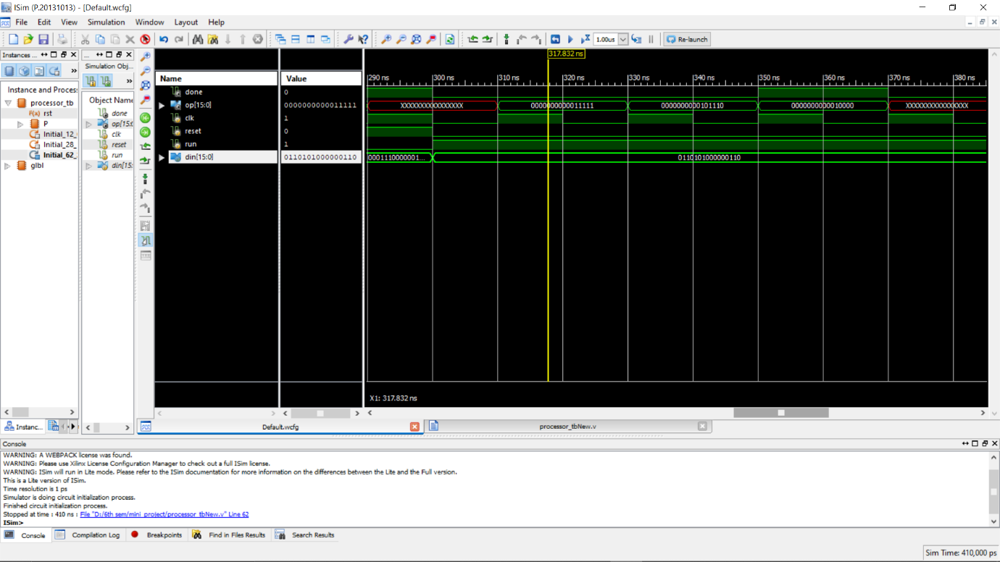 ISim (P.20131013) - [Default.wcfg]
File Edit View Simulation Window Layout Help
1.00us Re-launch
Instances ...
...
Simulation Obj...
Instance and Proces
processor_tb
rst
P
Initial_12_
Initial_28_
Initial_62_
glbl
Object Name
done
op[15:0
clk
reset
run
din[15:
Name Value
done 0
op[15:0] 0000000000011111
clk 1
reset 0
run 1
din[15:0] 0110101000000110
317.832 ns
290 ns 300 ns 310 ns 320 ns 330 ns 340 ns 350 ns 360 ns 370 ns 380 ns
XXXXXXXXXXXXXXXX 0000000000011111 0000000000101110 0000000000010000 XXXXXXXXXXXXXXXX
0001110000001... 0110101000000110
X1: 317.832 ns
Instanc...
Default.wcfg
processor_tbNew.v
Console
WARNING: A WEBPACK license was found.
WARNING: Please use Xilinx License Configuration Manager to check out a full ISim license.
WARNING: ISim will run in Lite mode. Please refer to the ISim documentation for more information on the differences between the Lite and the Full version.
This is a Lite version of ISim.
Time resolution is 1 ps
Simulator is doing circuit initialization process.
Finished circuit initialization process.
Stopped at time : 410 ns : File "D:/6th sem/mini_project/processor_tbNew.v" Line 62
ISim>
Console Compilation Log Breakpoints Find in Files Results Search Results
Sim Time: 410,000 ps